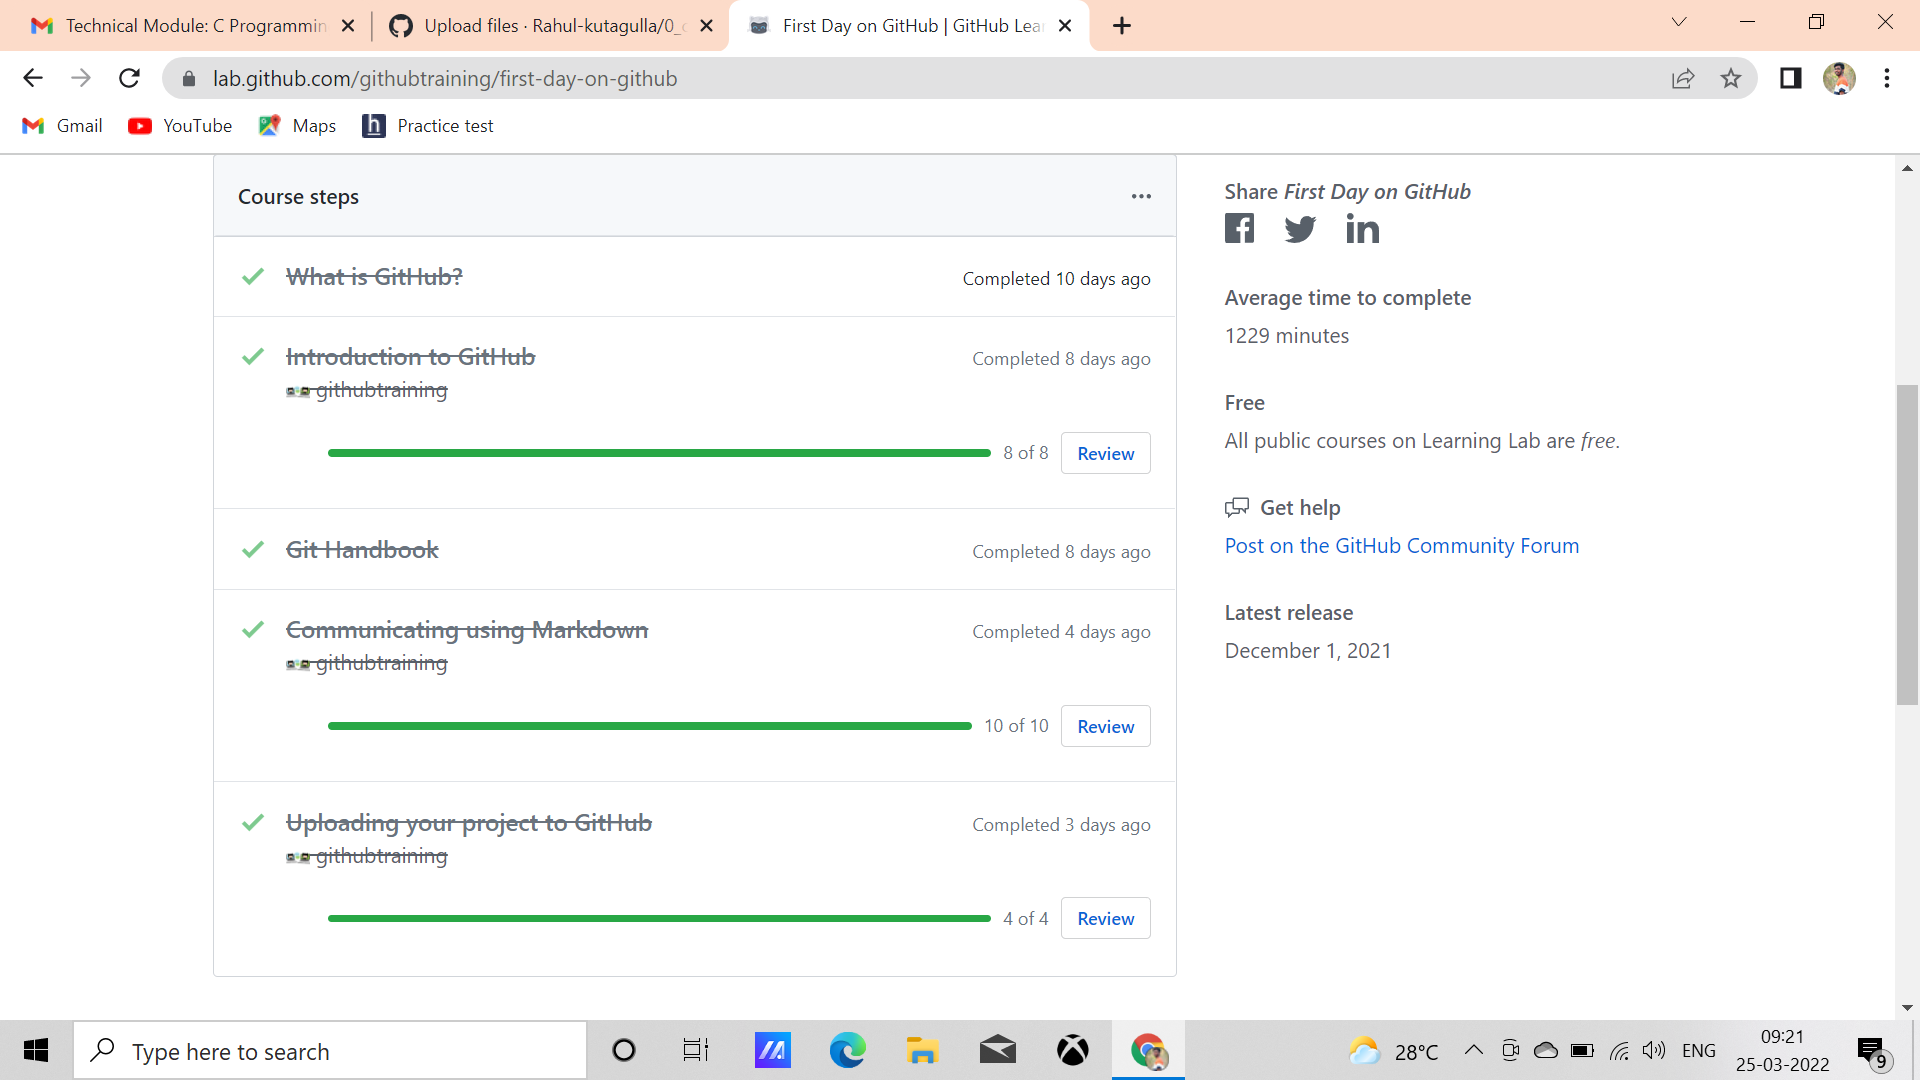 Technical Module: C Programmin
Upload files · Rahul-kutagulla/0_c
First Day on GitHub | GitHub Lear
lab.github.com/githubtraining/first-day-on-github
Gmail
YouTube
Maps
h Practice test
Course steps
What is GitHub?
Completed 10 days ago
Introduction to GitHub
Completed 8 days ago
githubtraining
8 of 8
Review
Git Handbook
Completed 8 days ago
Communicating using Markdown
Completed 4 days ago
githubtraining
10 of 10
Review
Uploading your project to GitHub
Completed 3 days ago
githubtraining
4 of 4
Review
Share First Day on GitHub
Average time to complete
1229 minutes
Free
All public courses on Learning Lab are free.
Get help
Post on the GitHub Community Forum
Latest release
December 1, 2021
Type here to search
28°C
ENG
09:21
25-03-2022
9